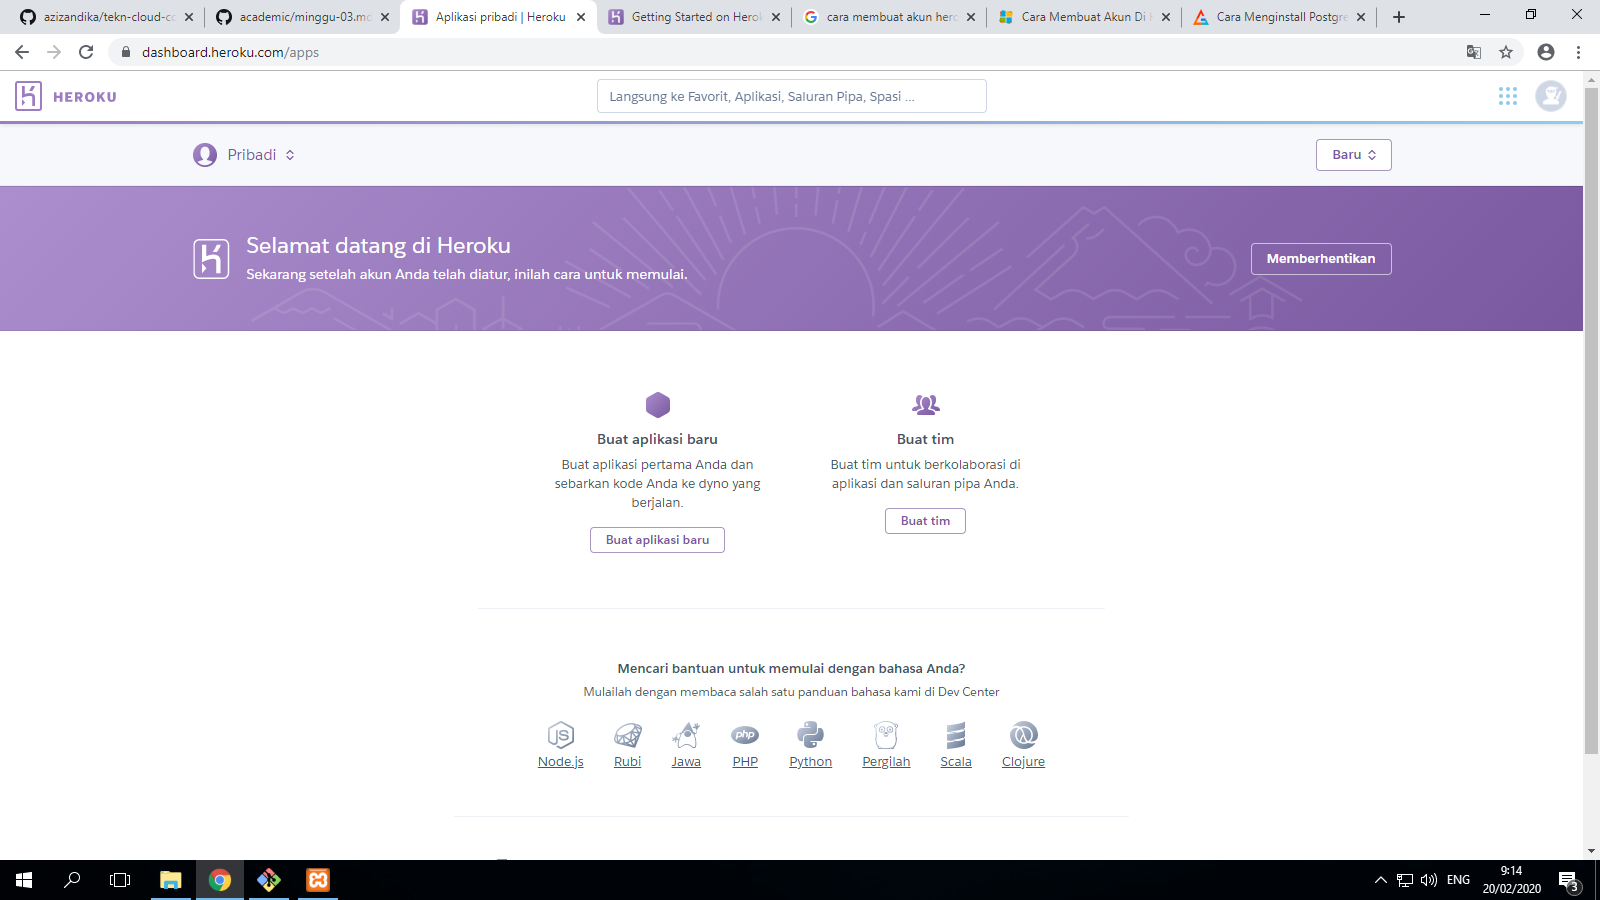 azizandika/tekn-cloud-cc
academic/minggu-03.md
Aplikasi pribadi | Heroku
Getting Started on Herok
cara membuat akun hero
Cara Membuat Akun Di H
Cara Menginstall Postgre
dashboard.heroku.com/apps
HEROKU
Langsung ke Favorit, Aplikasi, Saluran Pipa, Spasi ...
Pribadi
Baru
Selamat datang di Heroku
Sekarang setelah akun Anda telah diatur, inilah cara untuk memulai.
Memberhentikan
Buat aplikasi baru
Buat aplikasi pertama Anda dan
sebarkan kode Anda ke dyno yang
berjalan.
Buat aplikasi baru
Buat tim
Buat tim untuk berkolaborasi di
aplikasi dan saluran pipa Anda.
Buat tim
Mencari bantuan untuk memulai dengan bahasa Anda?
Mulailah dengan membaca salah satu panduan bahasa kami di Dev Center
JS
php
Node.js Rubi Jawa PHP Python Pergilah Scala Clojure
ENG
9:14
20/02/2020
3